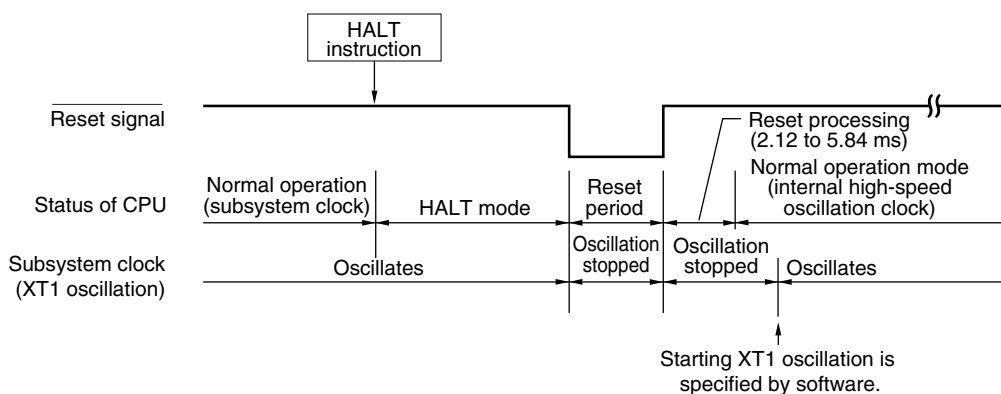 HALT
instruction
Reset signal
Reset processing
(2.12 to 5.84 ms)
Status of CPU
Normal operation
(subsystem clock)
HALT mode
Reset
period
Normal operation mode
(internal high-speed
oscillation clock)
Subsystem clock
(XT1 oscillation)
Oscillates
Oscillation
stopped
Oscillation
stopped
Oscillates
Starting XT1 oscillation is
specified by software.